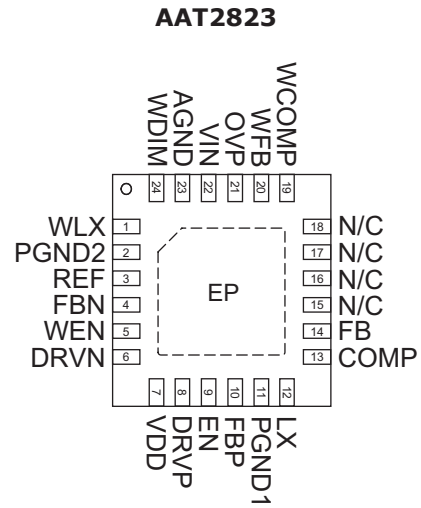 AAT2823
WDIM
AGND
VIN
OVP
WFB
WCOMP
24
23
22
21
20
19
WLX 1
PGND2 2
REF 3
FBN 4
WEN 5
DRVN 6
EP
18 N/C
17 N/C
16 N/C
15 N/C
14 FB
13 COMP
7
8
9
10
11
12
VDD
DRVP
EN
FBP
PGND1
LX